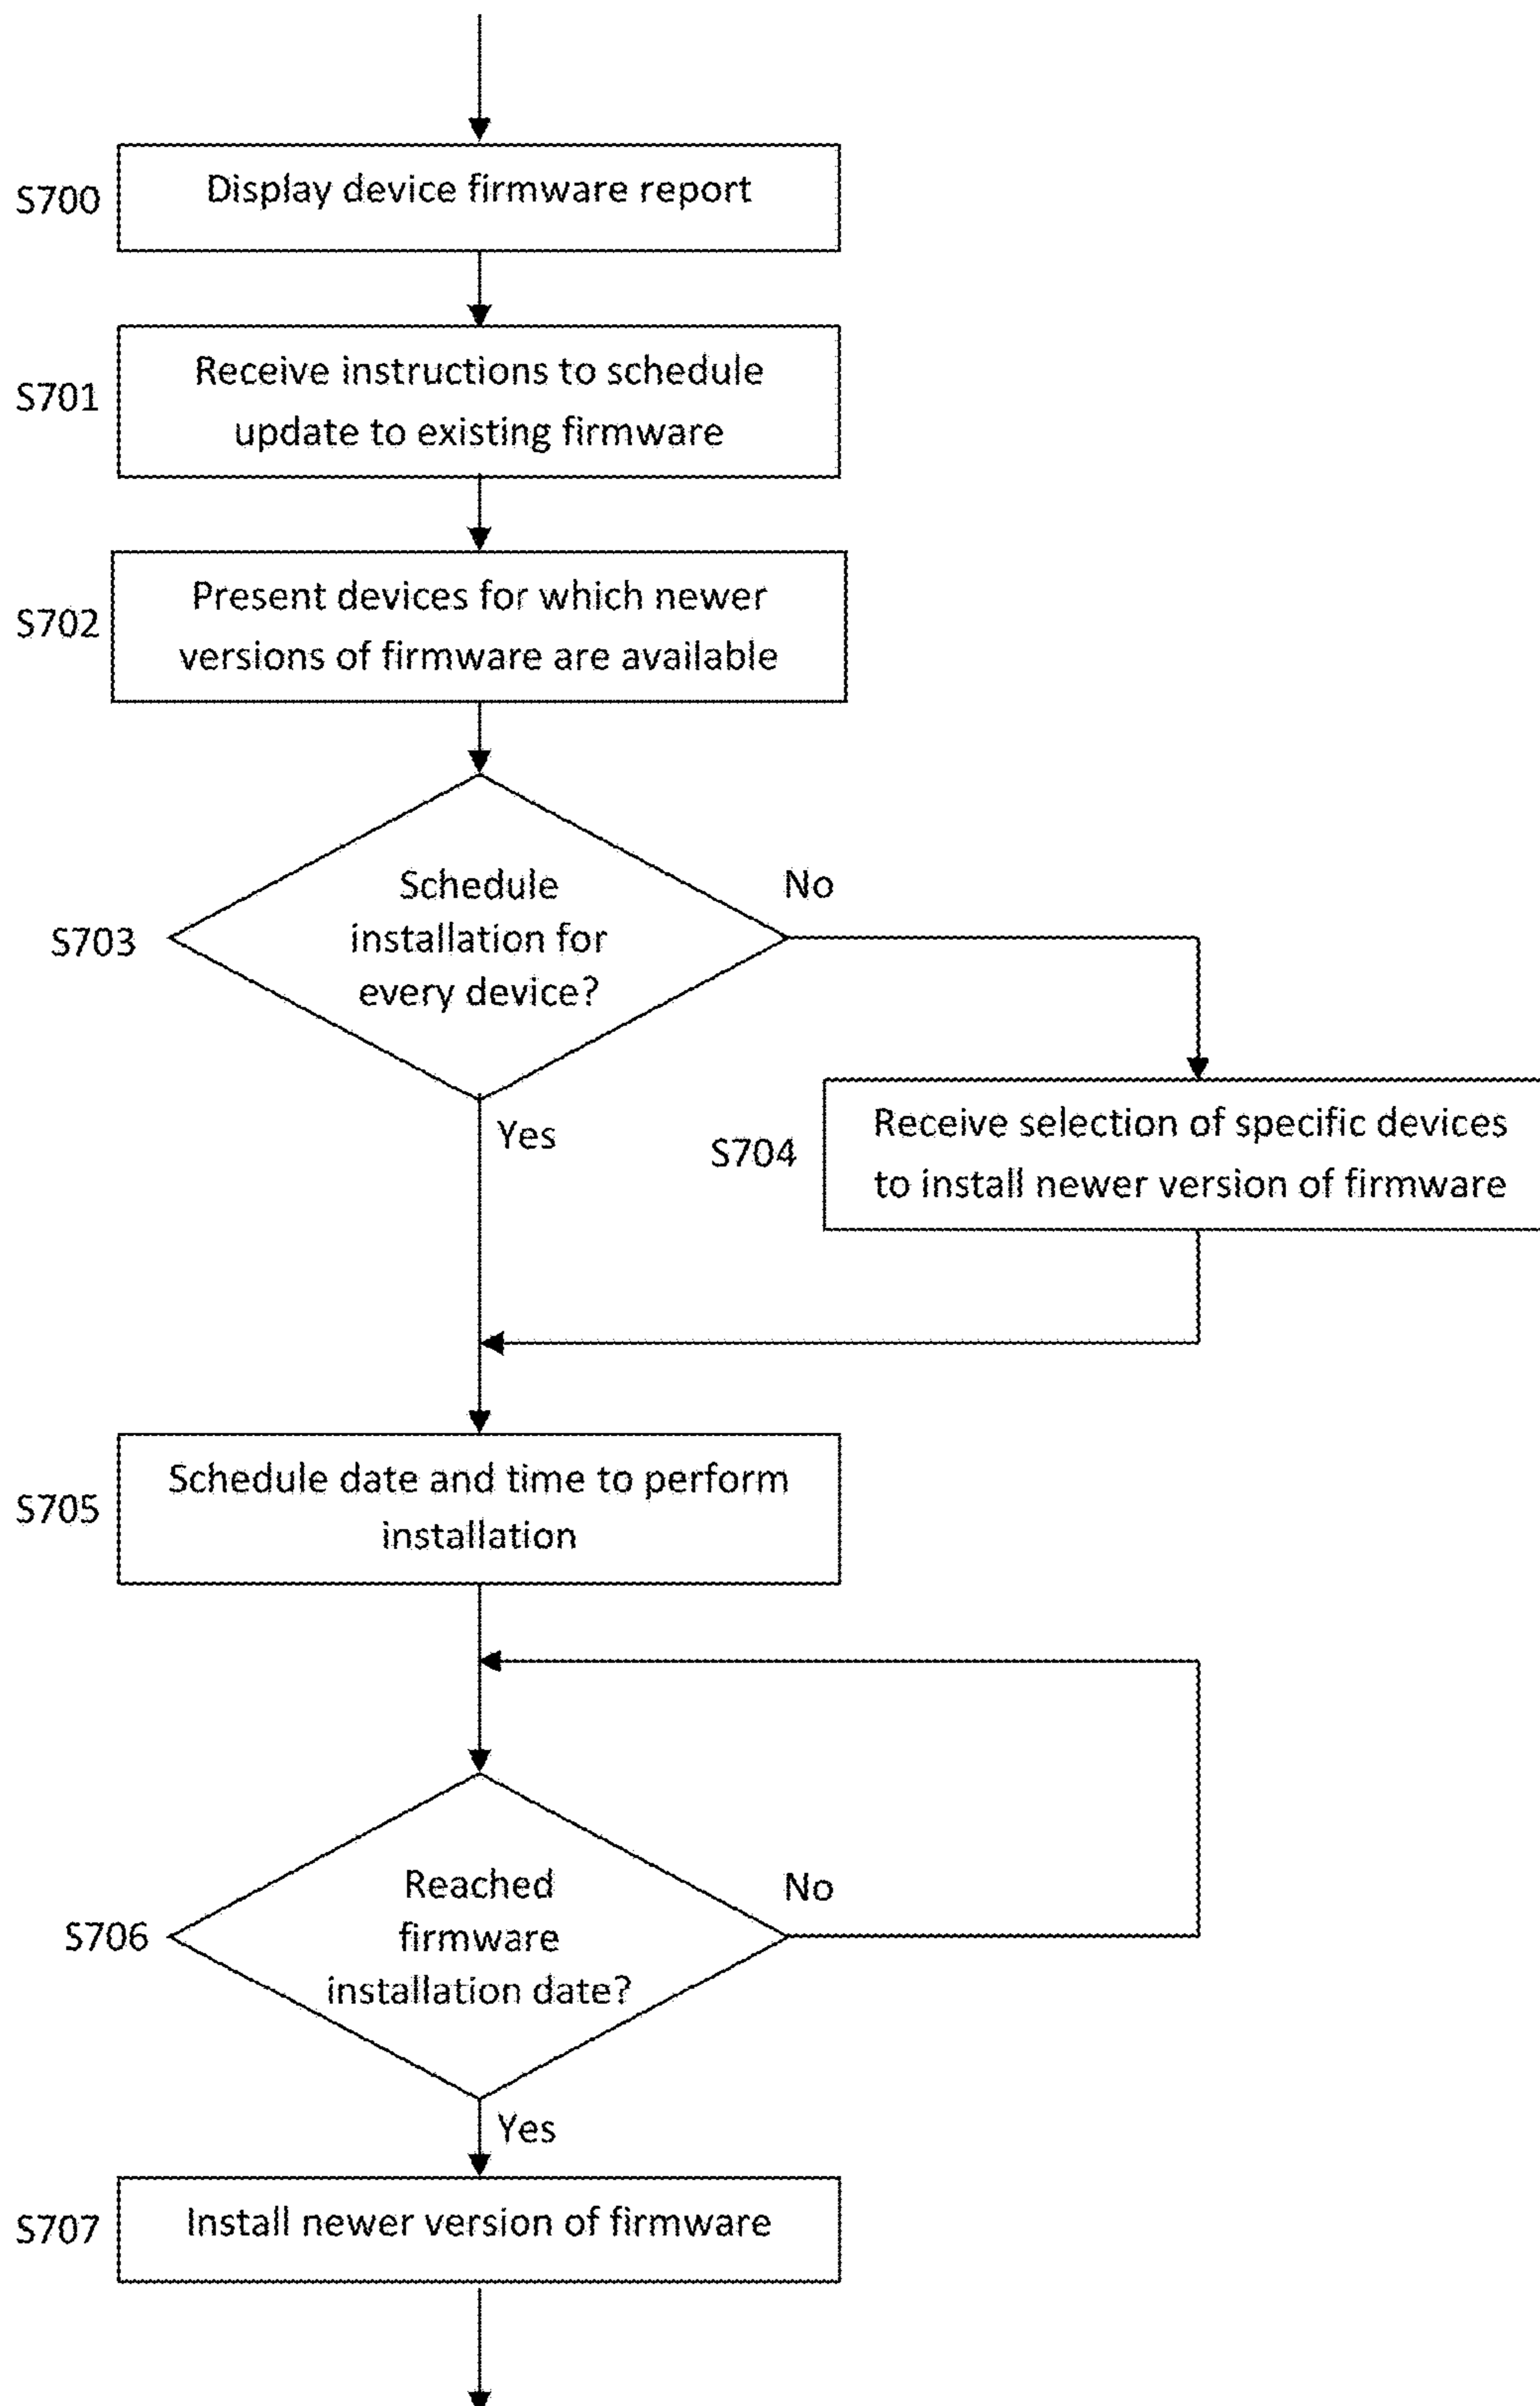 S700
Display device firmware report
S701
Receive instructions to schedule
update to existing firmware
S702
Present devices for which newer
versions of firmware are available
S703
Schedule
installation for
every device?
No
Yes
S704
Receive selection of specific devices
to install newer version of firmware
S705
Schedule date and time to perform
installation
S706
Reached
firmware
installation date?
No
Yes
S707
Install newer version of firmware